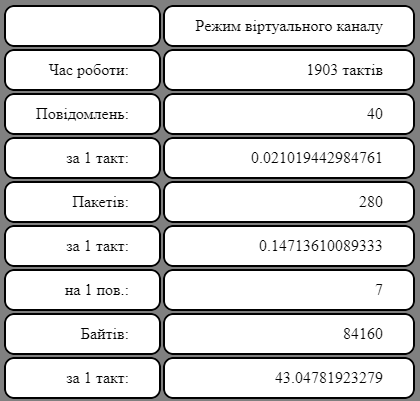 Режим віртуального каналу
Час роботи: 1903 тактів
Повідомлень: 40
за 1 такт: 0.021019442984761
Пакетів: 280
за 1 такт: 0.14713610089333
на 1 пов.: 7
Байтів: 84160
за 1 такт: 43.04781923279